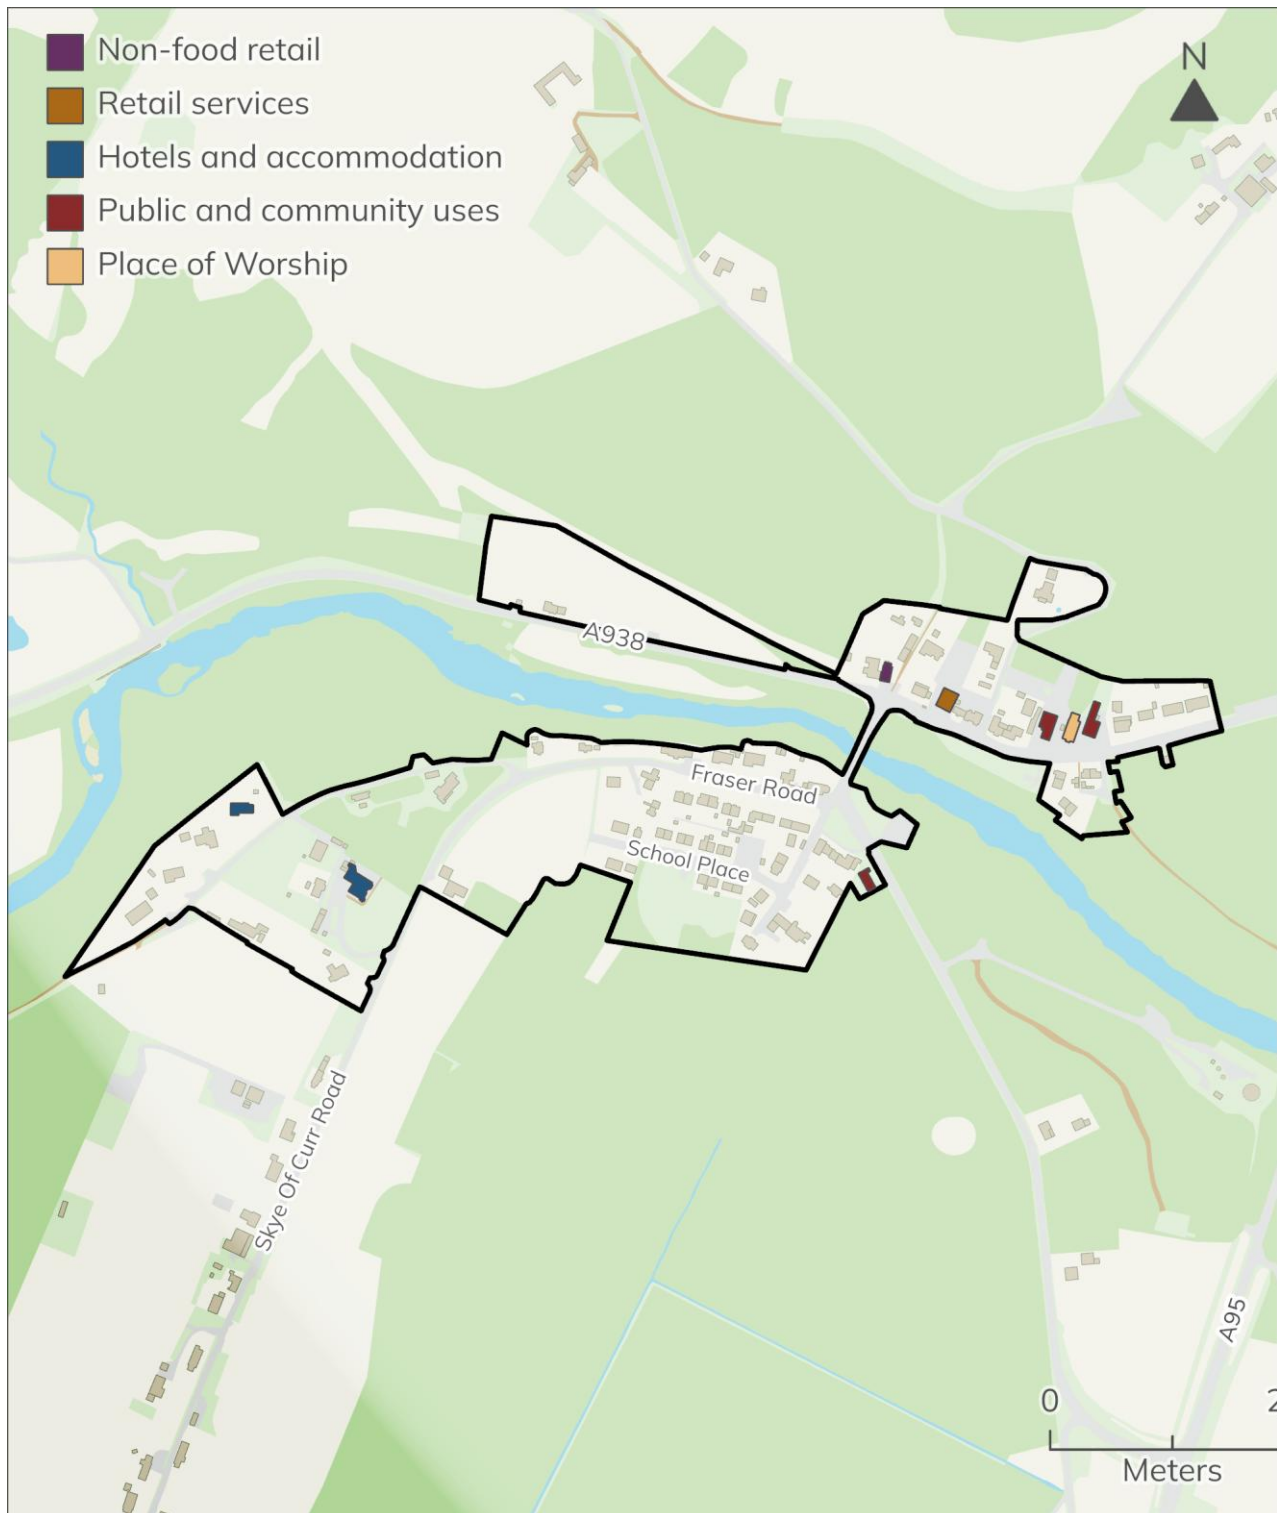 Non-food retail
Retail services
Hotels and accommodation
Public and community uses
Place of Worship
N
A938
Fraser Road
School Place
Skye Of Curr Road
A95
0 2
Meters